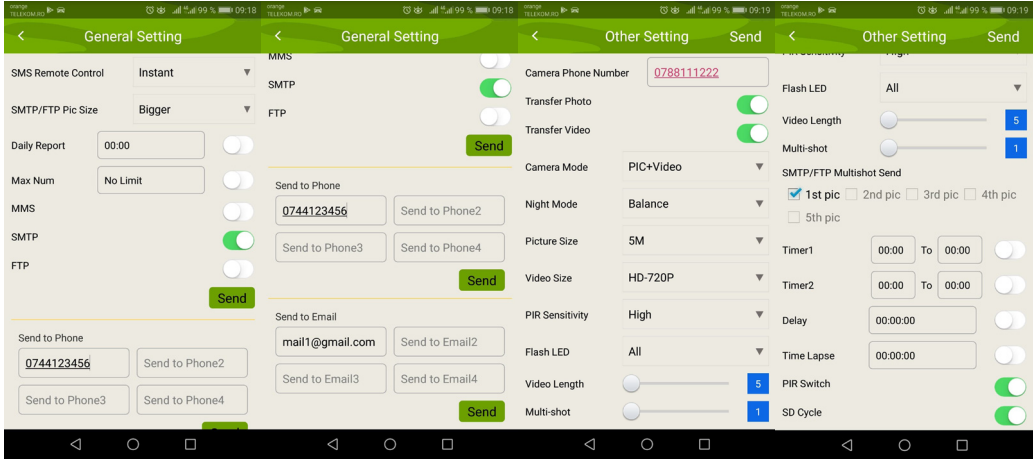 orange
TELEKOM.RO
99 %
09:18
General Setting
SMS Remote Control
Instant
SMTP/FTP Pic Size
Bigger
Daily Report
00:00
Max Num
No Limit
MMS
SMTP
FTP
Send
Send to Phone
0744123456
Send to Phone2
Send to Phone3
Send to Phone4
orange
TELEKOM.RO
99 %
09:18
General Setting
MMS
SMTP
FTP
Send
Send to Phone
0744123456
Send to Phone2
Send to Phone3
Send to Phone4
Send
Send to Email
mail1@gmail.com
Send to Email2
Send to Email3
Send to Email4
Send
orange
TELEKOM.RO
99 %
09:19
Other Setting
Send
Camera Phone Number
0788111222
Transfer Photo
Transfer Video
Camera Mode
PIC+Video
Night Mode
Balance
Picture Size
5M
Video Size
HD-720P
PIR Sensitivity
High
Flash LED
All
Video Length
5
Multi-shot
1
orange
TELEKOM.RO
99 %
09:19
Other Setting
Send
PIR Sensitivity
High
Flash LED
All
Video Length
5
Multi-shot
1
SMTP/FTP Multishot Send
1st pic 2nd pic 3rd pic 4th pic
5th pic
Timer1
00:00 To 00:00
Timer2
00:00 To 00:00
Delay
00:00:00
Time Lapse
00:00:00
PIR Switch
SD Cycle